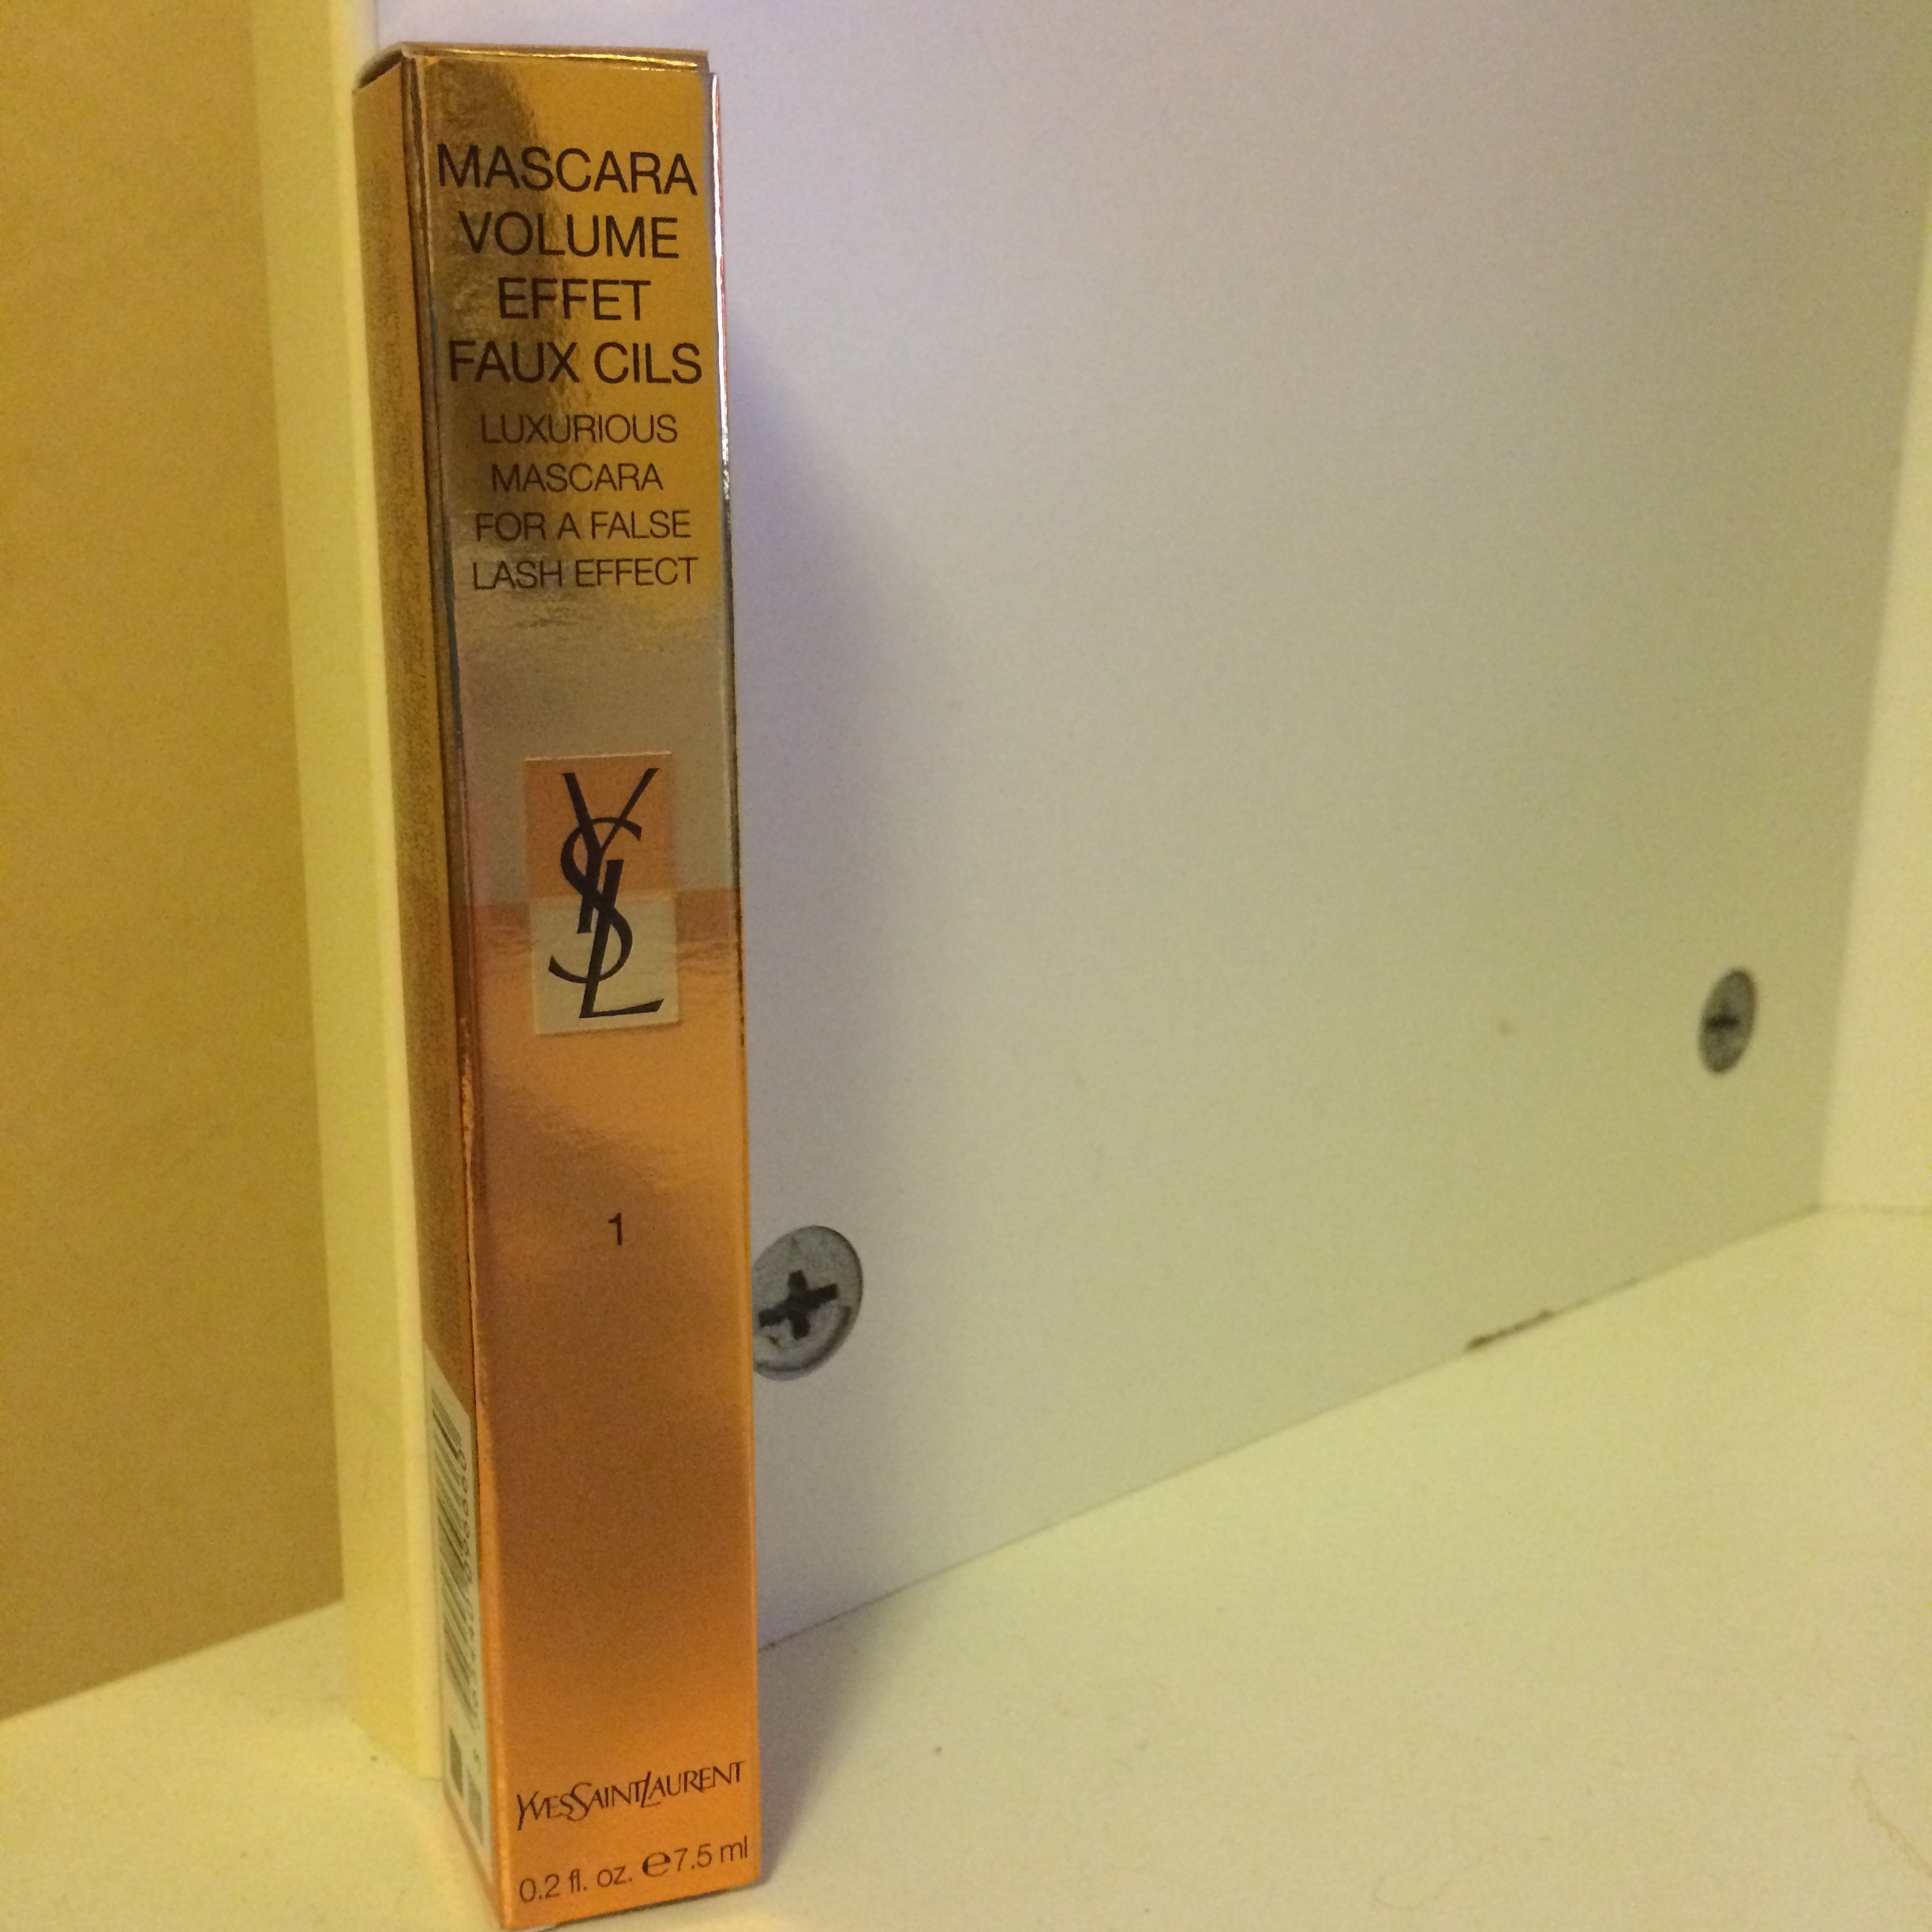 MASCARA
VOLUME
EFFET
FAUX CILS
LUXURIOUS
MASCARA
FOR A FALSE
LASH EFFECT
YSL
1
YVESSAINTLAURENT
0.2 fl. oz. ℮7.5 ml